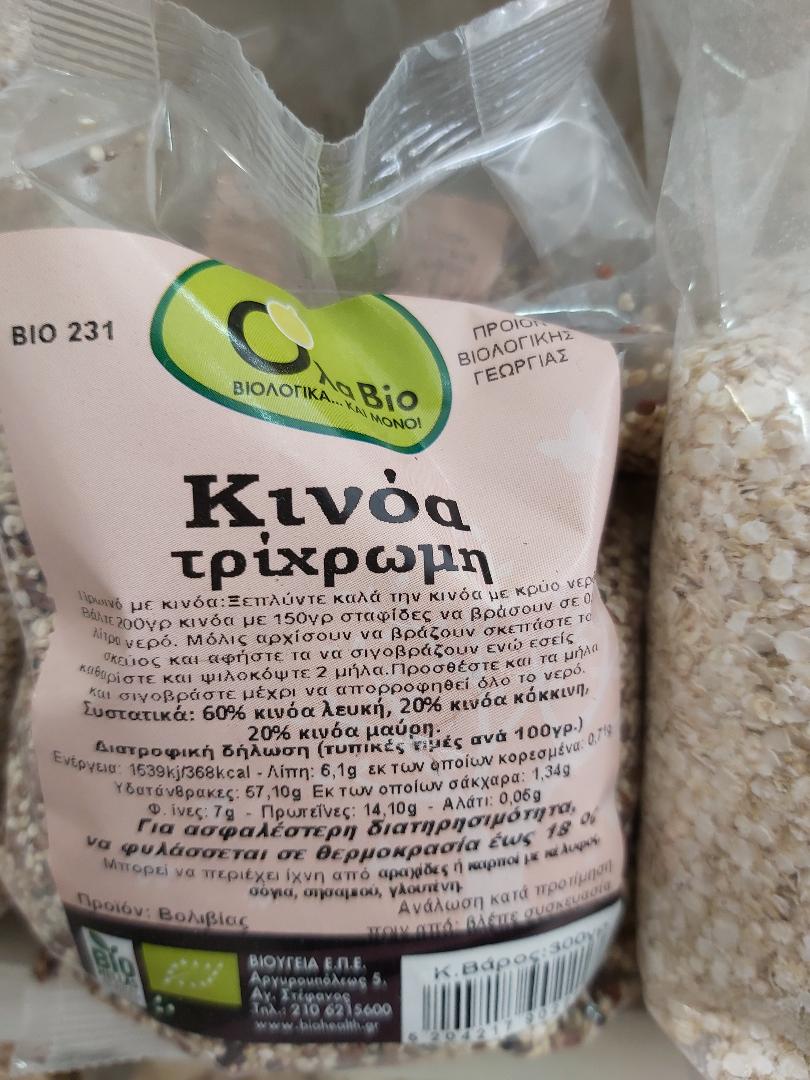 BIO 231
Ολα Bio
ΒΙΟΛΟΓΙΚΑ... ΚΑΙ ΜΟΝΟ!
ΠΡΟΙΟΝ
ΒΙΟΛΟΓΙΚΗΣ
ΓΕΩΡΓΙΑΣ
Κινόα
τρίχρωμη
Πρωινό με κινόα:Ξεπλύντε καλά την κινόα με κρύο νερό
Βάλτε 200γρ κινόα με 150γρ σταφίδες να βράσουν σε
λίτρο νερό. Μόλις αρχίσουν να βράζουν σκεπάστε το
σκεύος και αφήστε τα να σιγοβράζουν ενώ εσείς
καθαρίστε και ψιλοκόψτε 2 μήλα.Προσθέστε και τα μήλα
και σιγοβράστε μέχρι να απορροφηθεί όλο το νερό.
Συστατικά: 60% κινόα λευκή, 20% κινόα κόκκινη,
20% κινόα μαύρη.
Διατροφική δήλωση (τυπικές τιμές ανά 100γρ.)
Ενέργεια: 1539kj/368kcal - Λίπη: 6,1g εκ των οποίων κορεσμένα: 0,71g
Υδατάνθρακες: 57,10g Εκ των οποίων σάκχαρα: 1,34g
Φ. ίνες: 7g - Πρωτεΐνες: 14,10g - Αλάτι: 0,05g
Για ασφαλέστερη διατηρησιμότητα,
να φυλάσσεται σε θερμοκρασία έως 18
Μπορεί να περιέχει ίχνη από αραχίδες ή καρποί με κέλυφος,
σόγια, σησαμιού, γλουτένη.
Προϊόν: Βολιβίας
Ανάλωση κατά προτίμηση
πριν από: βλέπε συσκευασία
Bio
ΒΙΟΥΓΕΙΑ Ε.Π.Ε.
Αργυρουπόλεως 5,
Αγ. Στέφανος
Τηλ.: 210 6215600
www.biohealth.gr
Κ.Βάρος:300γρ